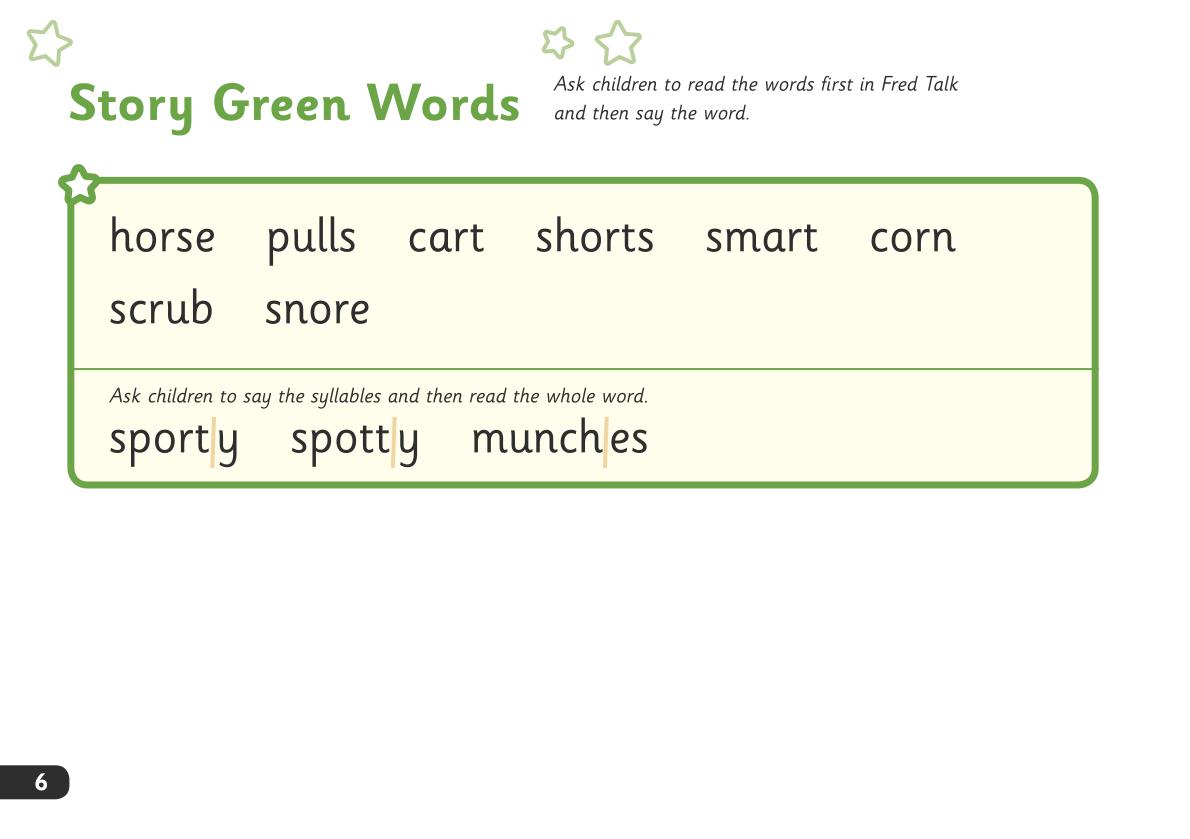 Story Green Words
Ask children to read the words first in Fred Talk
and then say the word.
horse pulls cart shorts smart corn
scrub snore
Ask children to say the syllables and then read the whole word.
sport|y spott|y munch|es
6